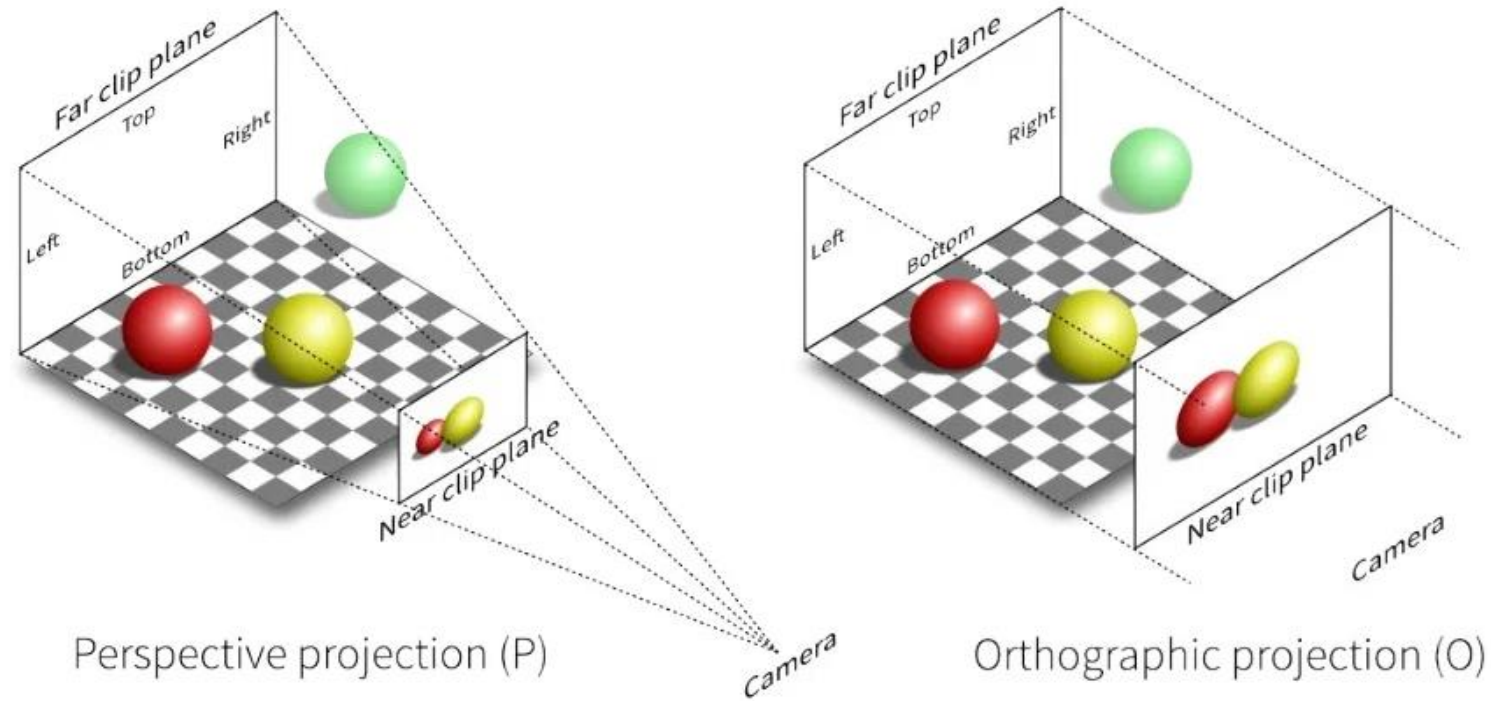 Far clip plane
Top
Right
Left
Bottom
Near clip plane
Camera
Perspective projection (P)
Far clip plane
Top
Right
Left
Bottom
Near clip plane
Camera
Orthographic projection (O)